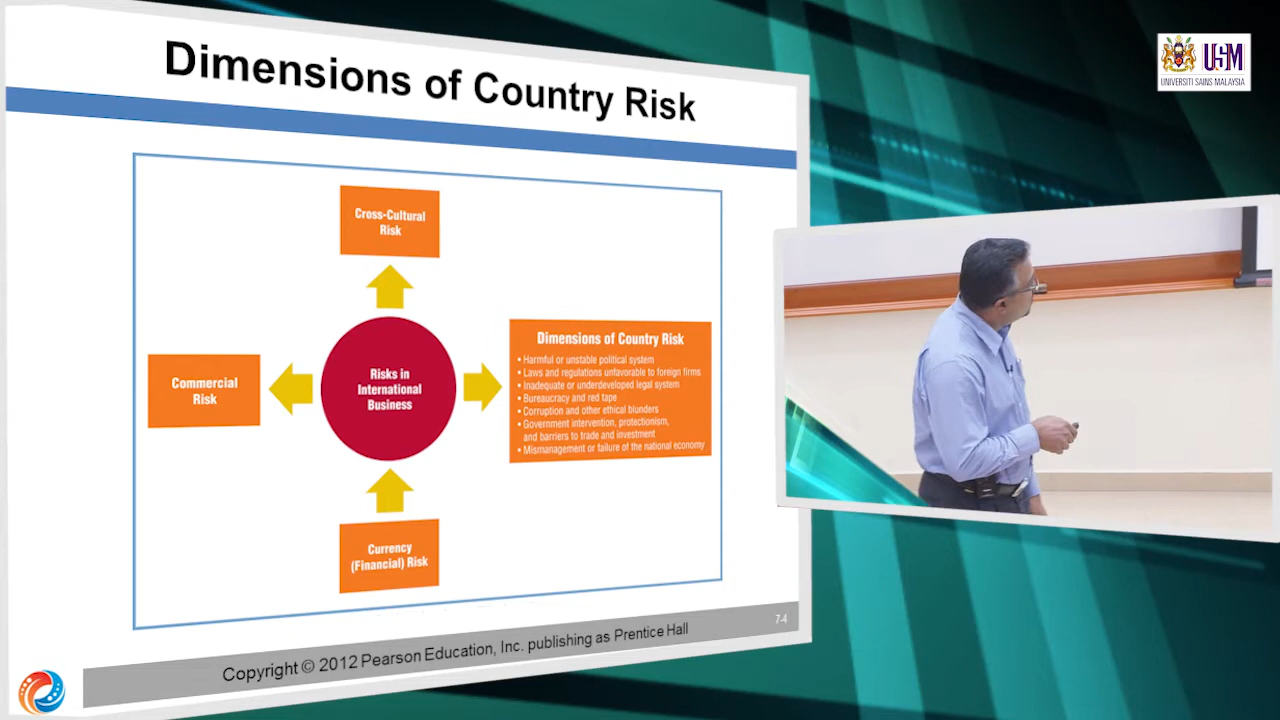 Dimensions of Country Risk
USM
UNIVERSITI SAINS MALAYSIA
Cross-Cultural
Risk
Commercial
Risk
Risks in
International
Business
Dimensions of Country Risk
• Harmful or unstable political system
• Laws and regulations unfavorable to foreign firms
• Inadequate or underdeveloped legal system
• Bureaucracy and red tape
• Corruption and other ethical blunders
• Government intervention, protectionism,
and barriers to trade and investment
• Mismanagement or failure of the national economy
Currency
(Financial) Risk
7-4
Copyright © 2012 Pearson Education, Inc. publishing as Prentice Hall